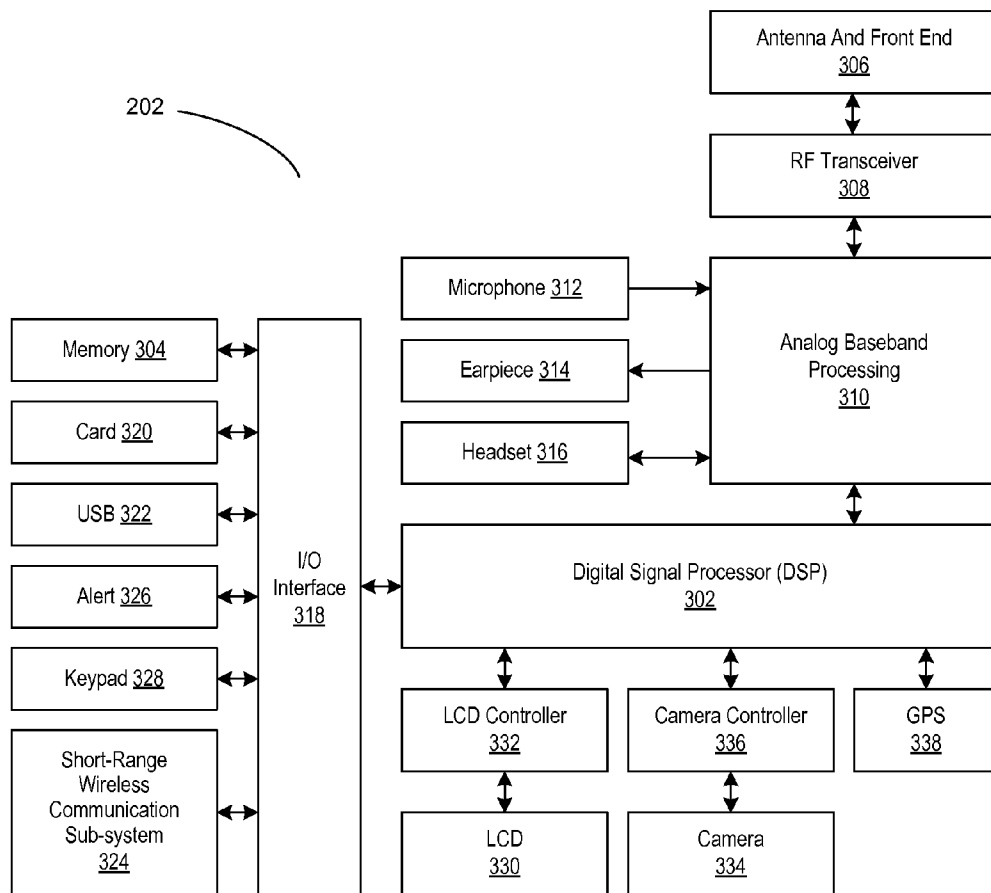 Antenna And Front End
306
202
RF Transceiver
308
Microphone 312
Analog Baseband
Processing
310
Earpiece 314
Headset 316
Memory 304
Card 320
USB 322
Alert 326
Keypad 328
Short-Range
Wireless
Communication
Sub-system
324
I/O
Interface
318
Digital Signal Processor (DSP)
302
LCD Controller
332
Camera Controller
336
GPS
338
LCD
330
Camera
334